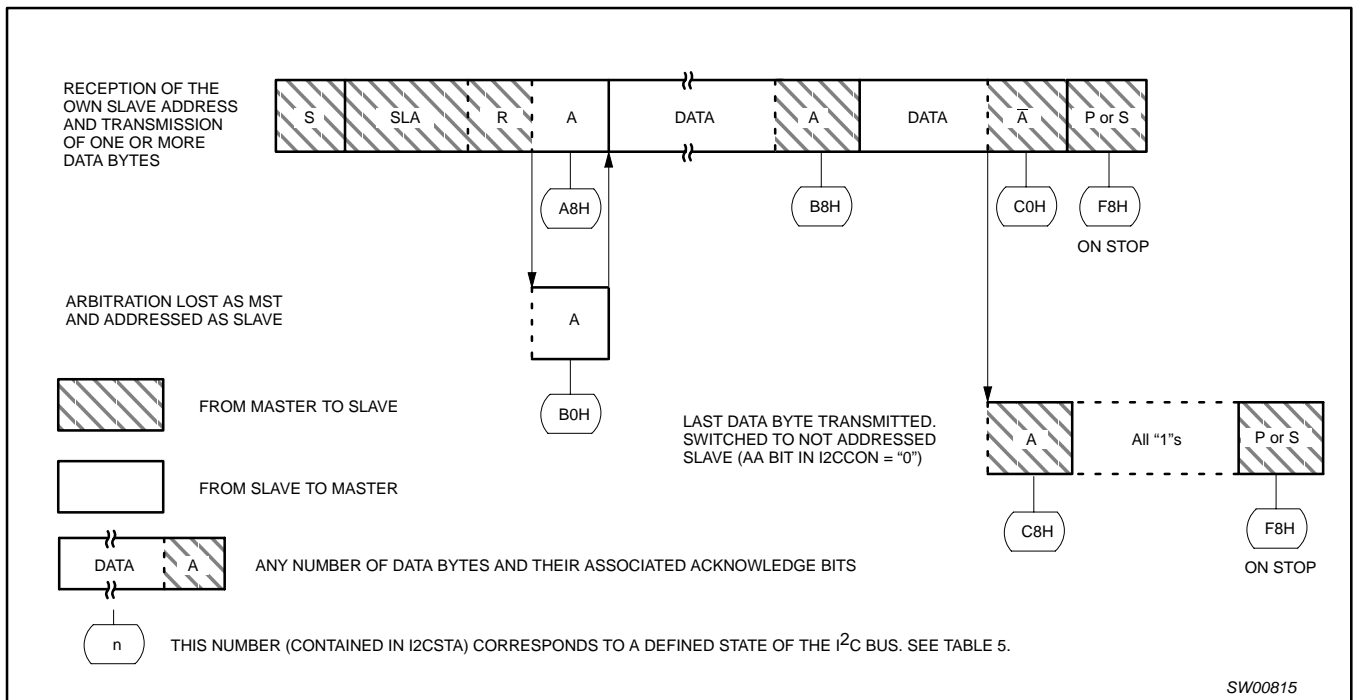 RECEPTION OF THE
OWN SLAVE ADDRESS
AND TRANSMISSION
OF ONE OR MORE
DATA BYTES
S SLA R A DATA A DATA A̅ P or S
A8H B8H C0H F8H
ON STOP
ARBITRATION LOST AS MST
AND ADDRESSED AS SLAVE
A
B0H
FROM MASTER TO SLAVE
LAST DATA BYTE TRANSMITTED.
SWITCHED TO NOT ADDRESSED
SLAVE (AA BIT IN I2CCON = “0”)
A All “1”s P or S
C8H F8H
ON STOP
FROM SLAVE TO MASTER
DATA A ANY NUMBER OF DATA BYTES AND THEIR ASSOCIATED ACKNOWLEDGE BITS
n THIS NUMBER (CONTAINED IN I2CSTA) CORRESPONDS TO A DEFINED STATE OF THE I²C BUS. SEE TABLE 5.
SW00815